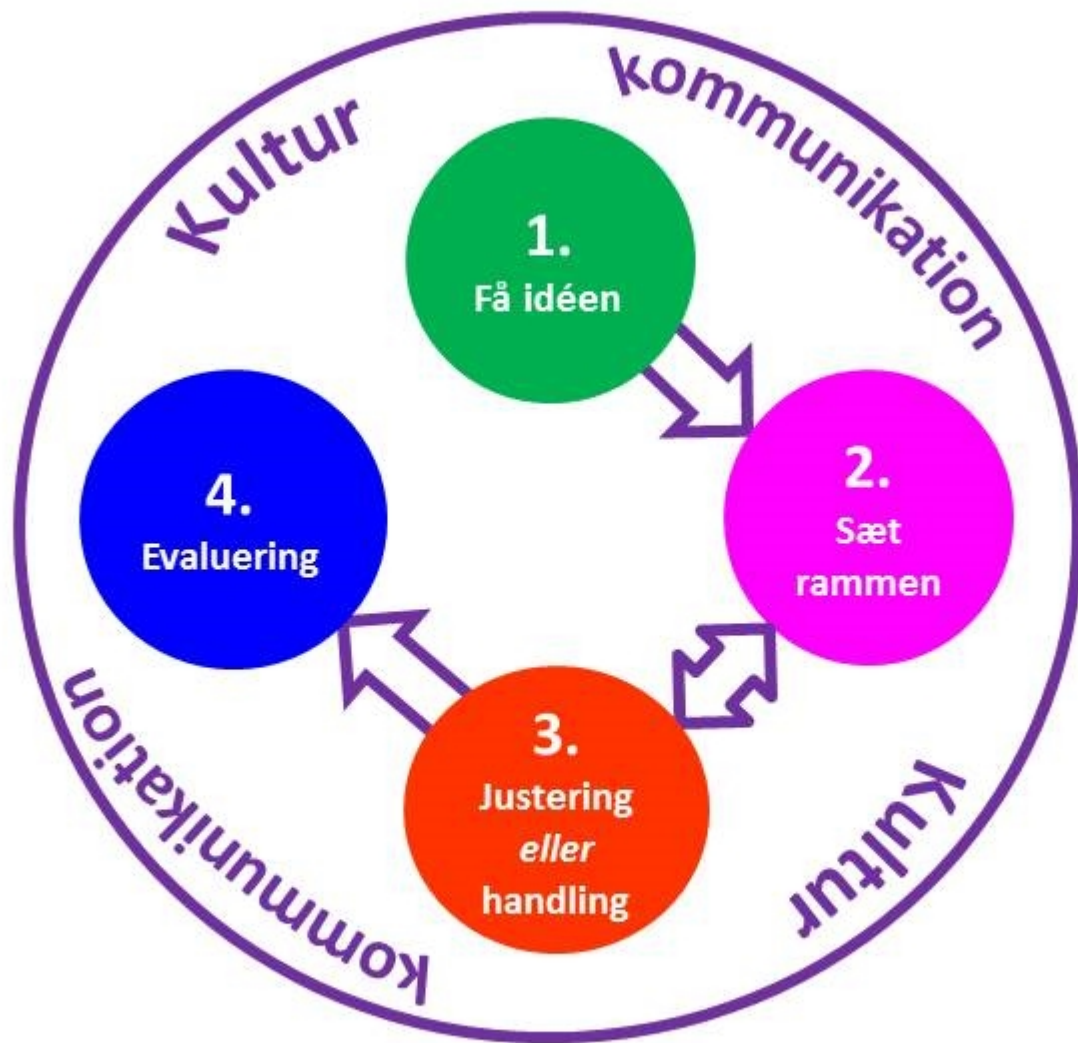 Kultur
kommunikation
1.
Få idéen
2.
Sæt
rammen
3.
Justering
eller
handling
4.
Evaluering
Kultur
kommunikation